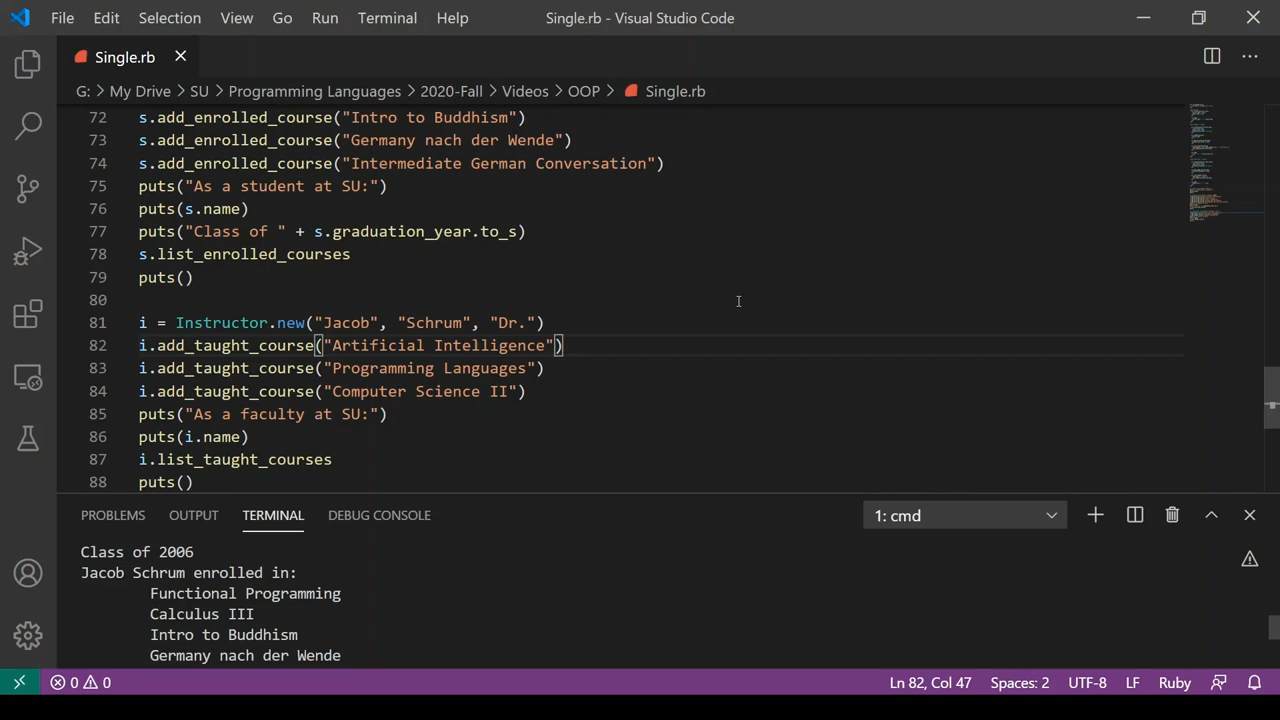 File Edit Selection View Go Run Terminal Help Single.rb - Visual Studio Code
Single.rb
G: > My Drive > SU > Programming Languages > 2020-Fall > Videos > OOP > Single.rb
72 s.add_enrolled_course("Intro to Buddhism")
73 s.add_enrolled_course("Germany nach der Wende")
74 s.add_enrolled_course("Intermediate German Conversation")
75 puts("As a student at SU:")
76 puts(s.name)
77 puts("Class of " + s.graduation_year.to_s)
78 s.list_enrolled_courses
79 puts()
80
81 i = Instructor.new("Jacob", "Schrum", "Dr.")
82 i.add_taught_course("Artificial Intelligence")
83 i.add_taught_course("Programming Languages")
84 i.add_taught_course("Computer Science II")
85 puts("As a faculty at SU:")
86 puts(i.name)
87 i.list_taught_courses
88 puts()
PROBLEMS OUTPUT TERMINAL DEBUG CONSOLE 1: cmd
Class of 2006
Jacob Schrum enrolled in:
Functional Programming
Calculus III
Intro to Buddhism
Germany nach der Wende
0 0 Ln 82, Col 47 Spaces: 2 UTF-8 LF Ruby